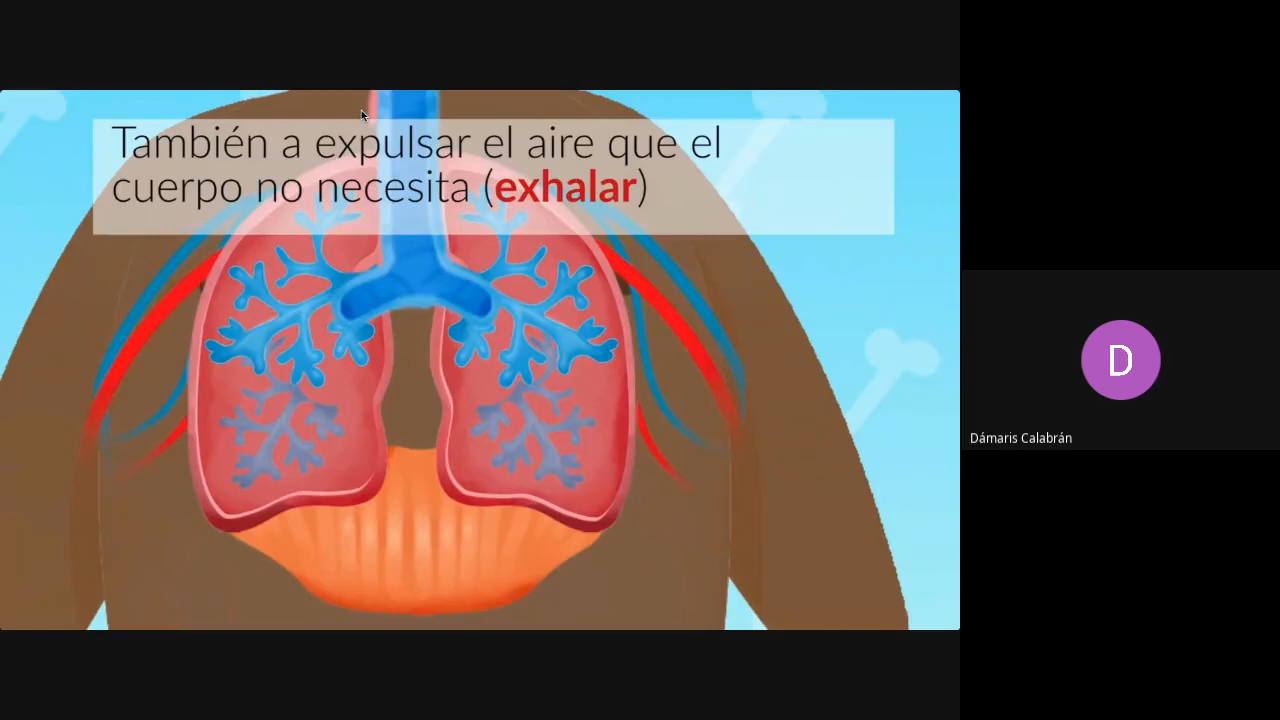 También a expulsar el aire que el
cuerpo no necesita (exhalar)
D
Dámaris Calabrán